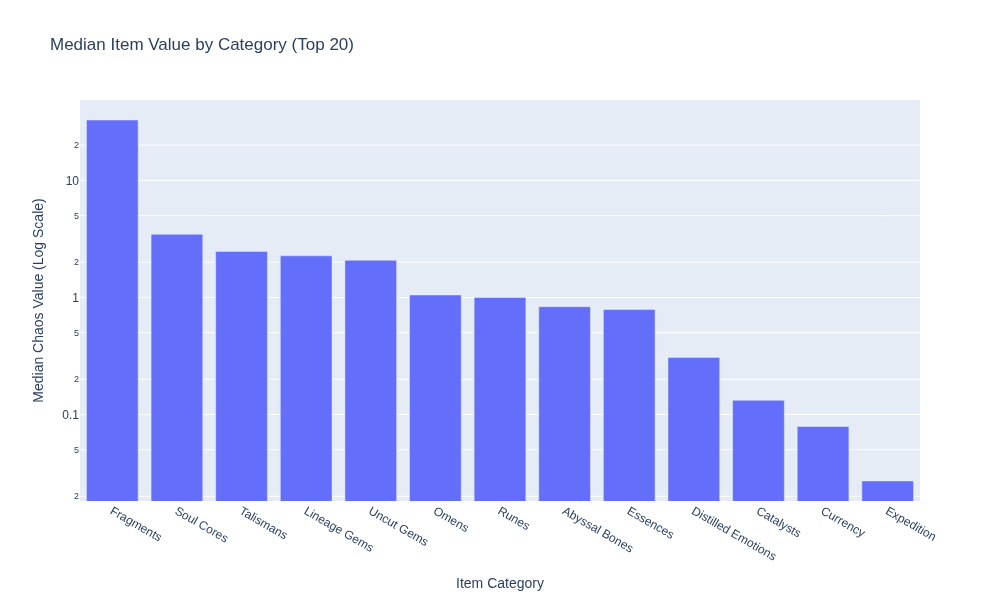 Median Item Value by Category (Top 20)
2
10
5
2
1
5
2
0.1
5
2
Median Chaos Value (Log Scale)
Fragments
Soul Cores
Talismans
Lineage Gems
Uncut Gems
Omens
Runes
Abyssal Bones
Essences
Distilled Emotions
Catalysts
Currency
Expedition
Item Category